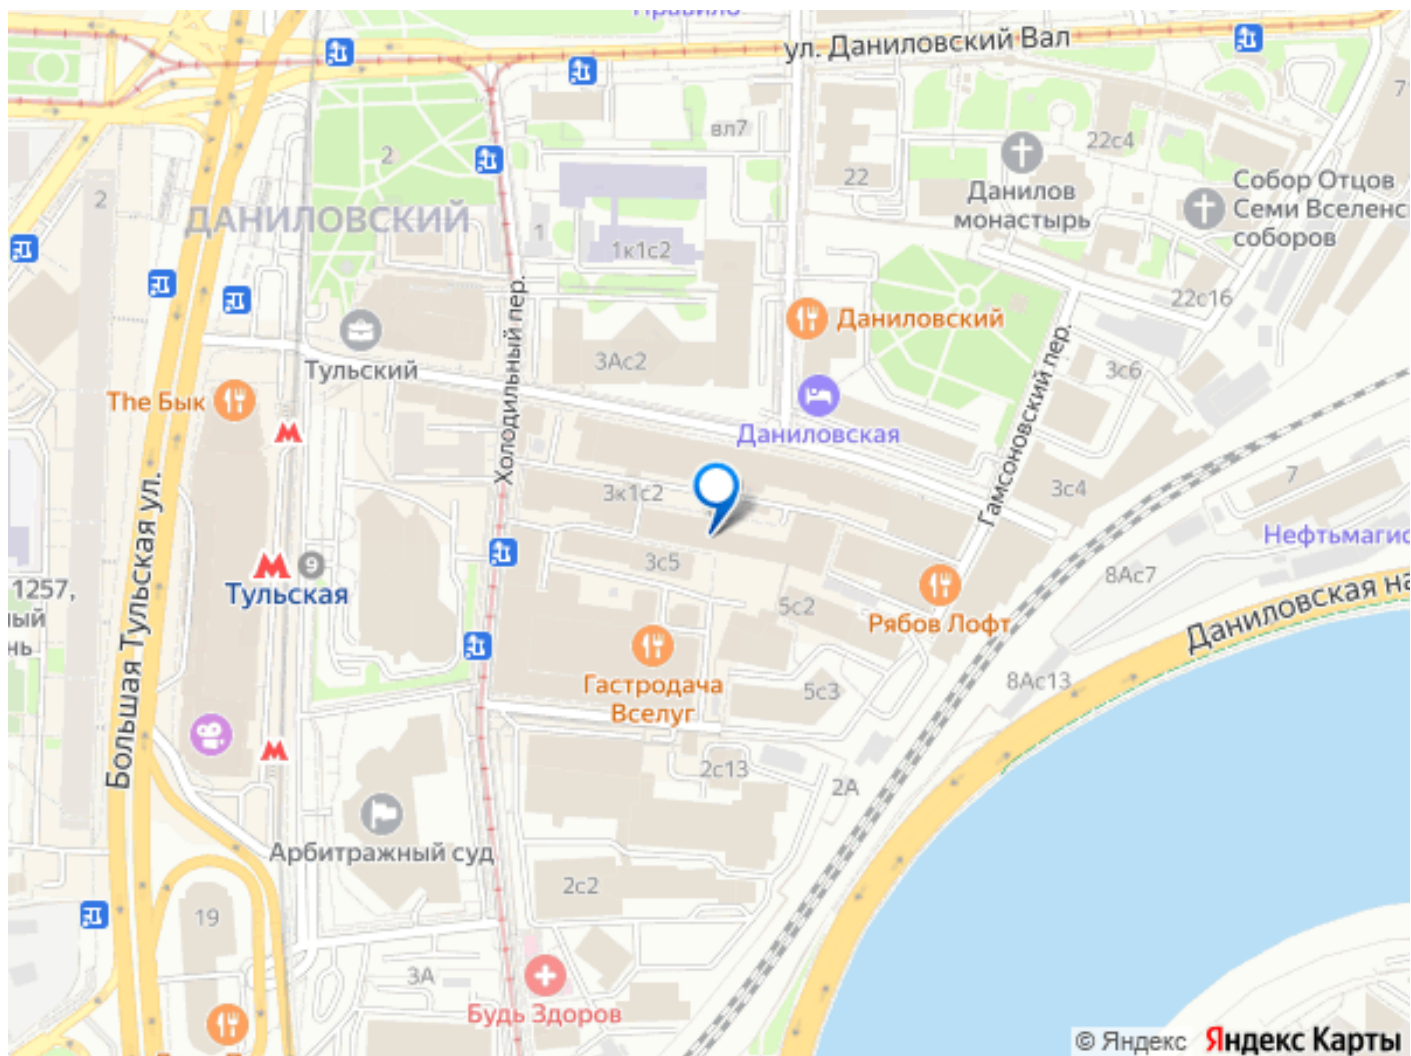 Правило
ул. Даниловский Вал
вл7
22с4
2
22
Данилов
монастырь
Собор Отцов
Семи Вселенс
соборов
2
ДАНИЛОВСКИЙ
1
1к1с2
22с16
Холодильный пер.
Даниловский
Гамсоновский пер.
Тульский
3Ас2
3с6
The Бык
Даниловская
3к1с2
3с4
7
Большая Тульская ул.
Нефтьмагис
3с5
9
Тульская
1257,
8Ас7
5с2
Рябов Лофт
Даниловская на
Гастродача
Вселуг
5с3
8Ас13
2с13
2А
Арбитражный суд
2с2
19
3А
Будь Здоров
© Яндекс Яндекс Карты